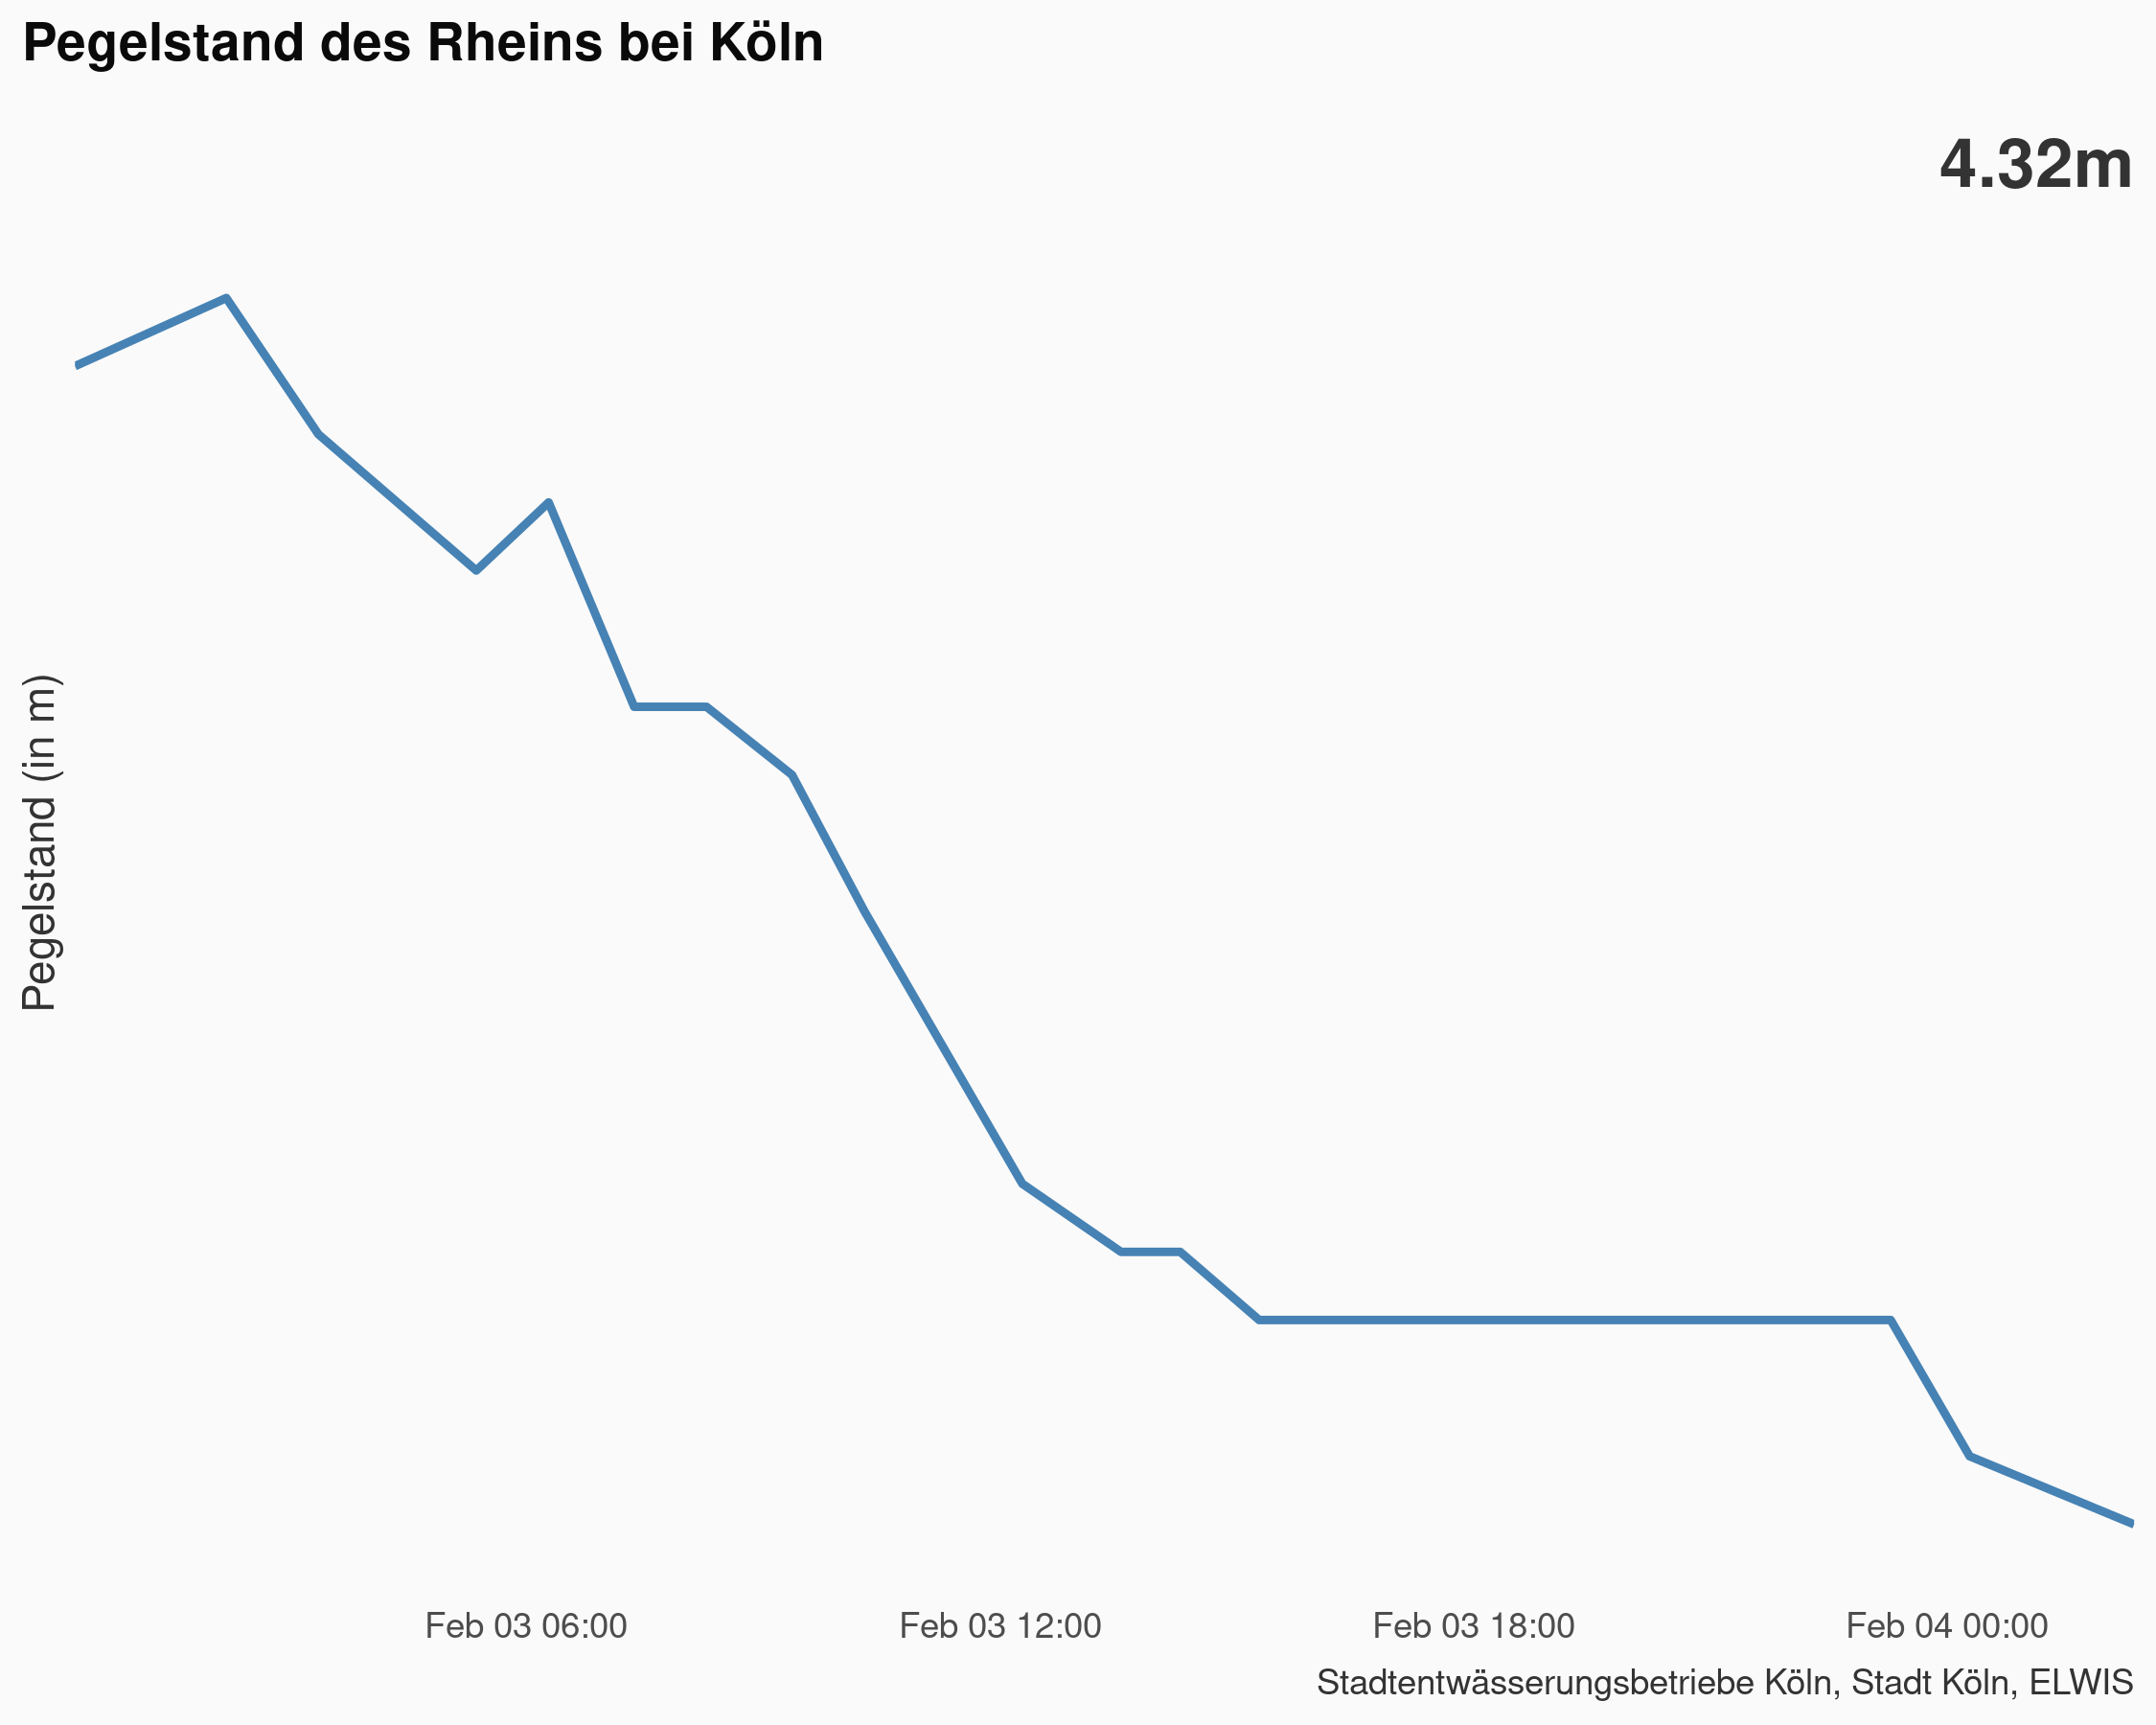 Pegelstand des Rheins bei Köln
4.32m
Pegelstand (in m)
Feb 03 06:00
Feb 03 12:00
Feb 03 18:00
Feb 04 00:00
Stadtentwässerungsbetriebe Köln, Stadt Köln, ELWIS